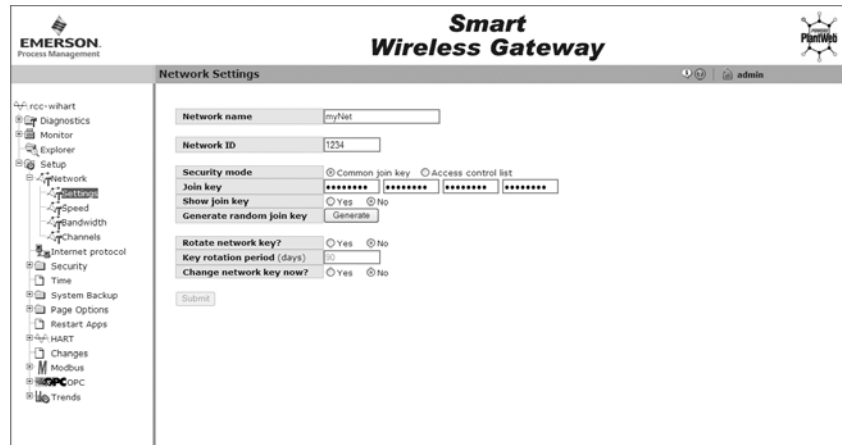 EMERSON.
Process Management
Smart
Wireless Gateway
POWERED
PlantWeb
Network Settings
admin
rcc-wihart
Diagnostics
Monitor
Explorer
Setup
Network
Settings
Speed
Bandwidth
Channels
Internet protocol
Security
Time
System Backup
Page Options
Restart Apps
HART
Changes
Modbus
OPC OPC
Trends
Network name myNet
Network ID 1234
Security mode Common join key Access control list
Join key •••••••• •••••••• •••••••• ••••••••
Show join key Yes No
Generate random join key Generate
Rotate network key? Yes No
Key rotation period (days) 90
Change network key now? Yes No
Submit